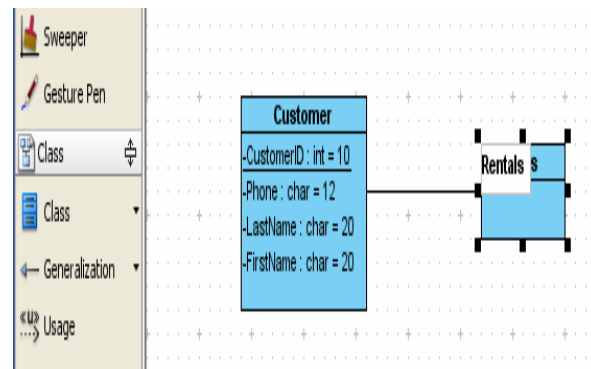 Sweeper
Gesture Pen
Class
Class
Generalization
«u» Usage
Customer
-CustomerID : int = 10
-Phone : char = 12
-LastName : char = 20
-FirstName : char = 20
Rentals s